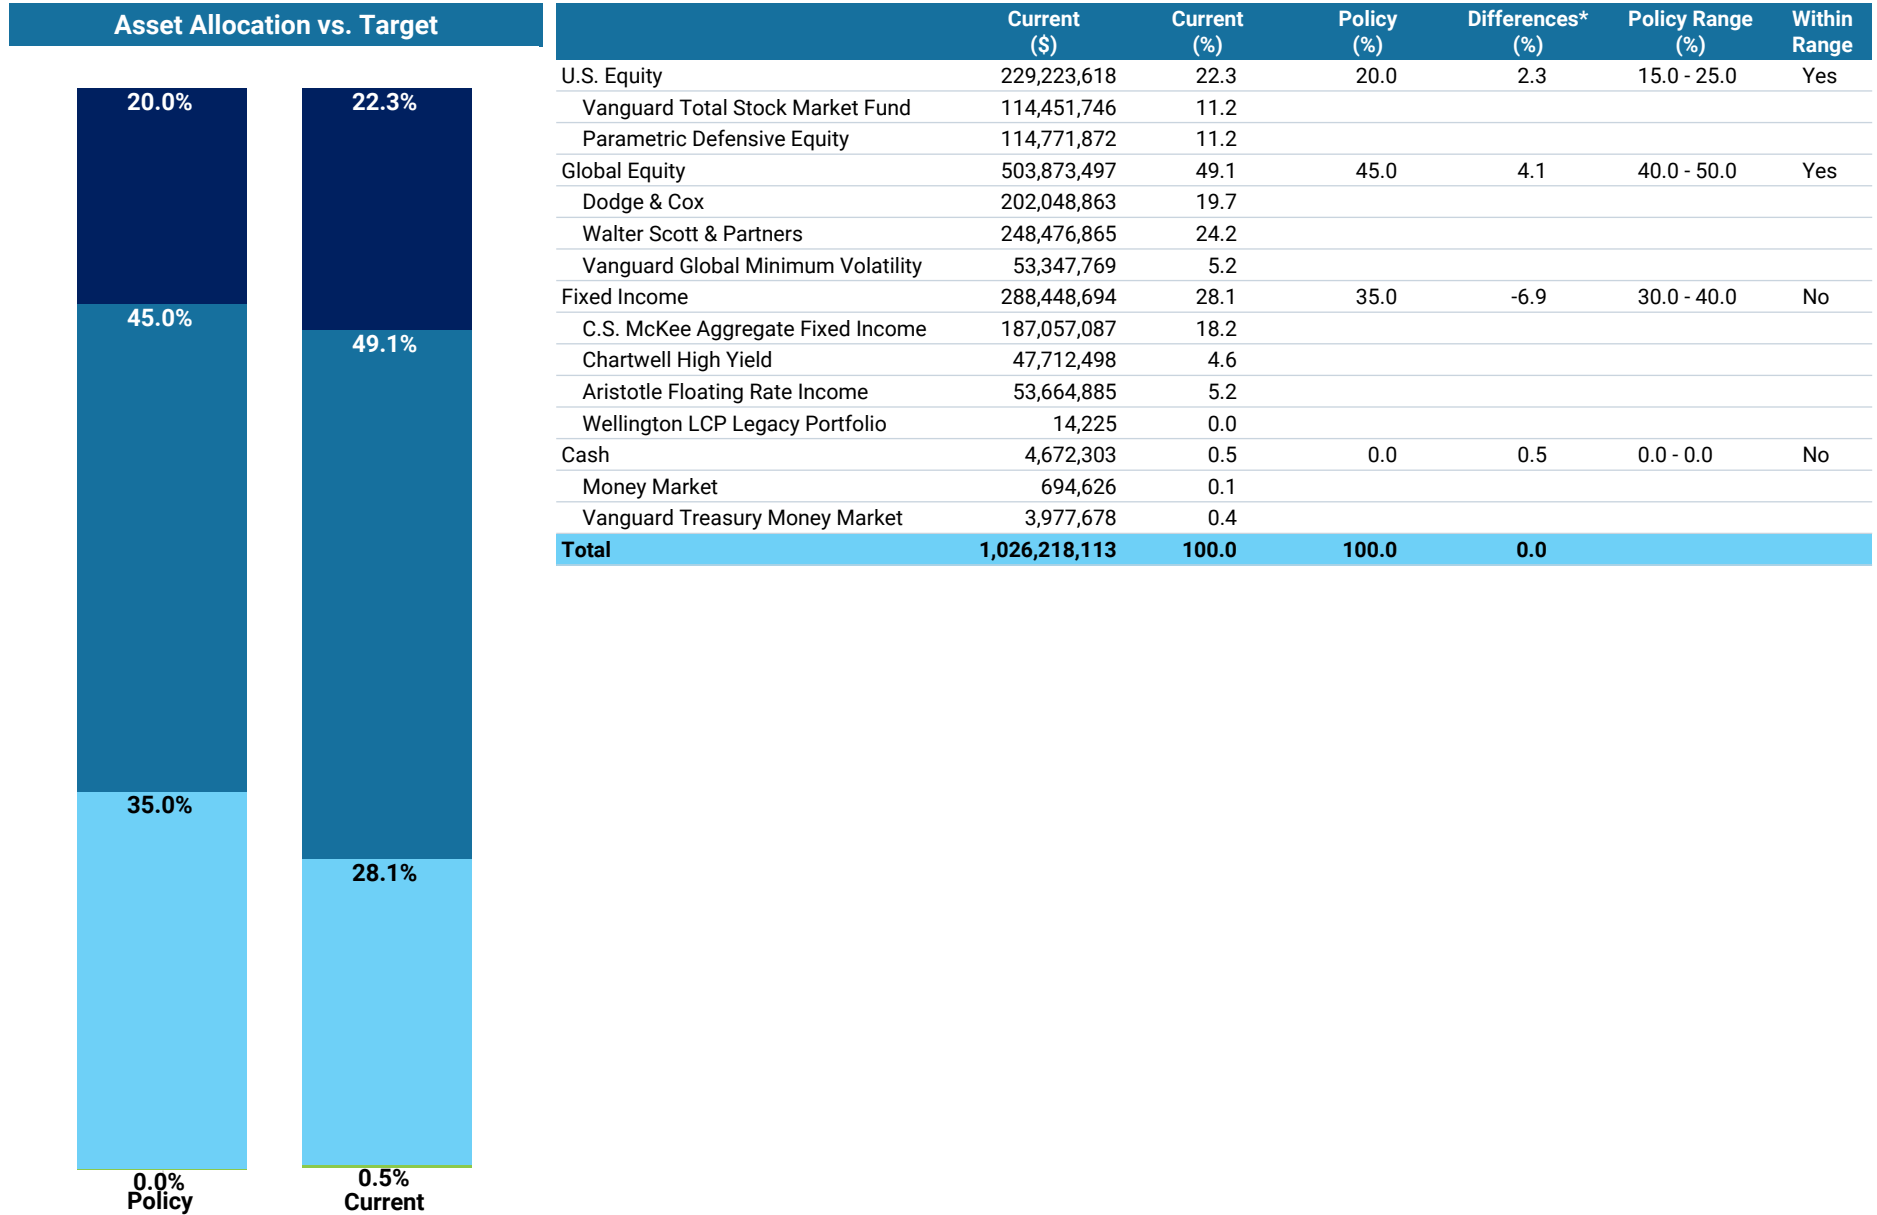 Asset Allocation vs. Target
20.0%
45.0%
35.0%
0.0%
Policy
22.3%
49.1%
28.1%
0.5%
Current
Current ($) Current (%) Policy (%) Differences* (%) Policy Range (%) Within Range
U.S. Equity 229,223,618 22.3 20.0 2.3 15.0 - 25.0 Yes
Vanguard Total Stock Market Fund 114,451,746 11.2
Parametric Defensive Equity 114,771,872 11.2
Global Equity 503,873,497 49.1 45.0 4.1 40.0 - 50.0 Yes
Dodge & Cox 202,048,863 19.7
Walter Scott & Partners 248,476,865 24.2
Vanguard Global Minimum Volatility 53,347,769 5.2
Fixed Income 288,448,694 28.1 35.0 -6.9 30.0 - 40.0 No
C.S. McKee Aggregate Fixed Income 187,057,087 18.2
Chartwell High Yield 47,712,498 4.6
Aristotle Floating Rate Income 53,664,885 5.2
Wellington LCP Legacy Portfolio 14,225 0.0
Cash 4,672,303 0.5 0.0 0.5 0.0 - 0.0 No
Money Market 694,626 0.1
Vanguard Treasury Money Market 3,977,678 0.4
Total 1,026,218,113 100.0 100.0 0.0